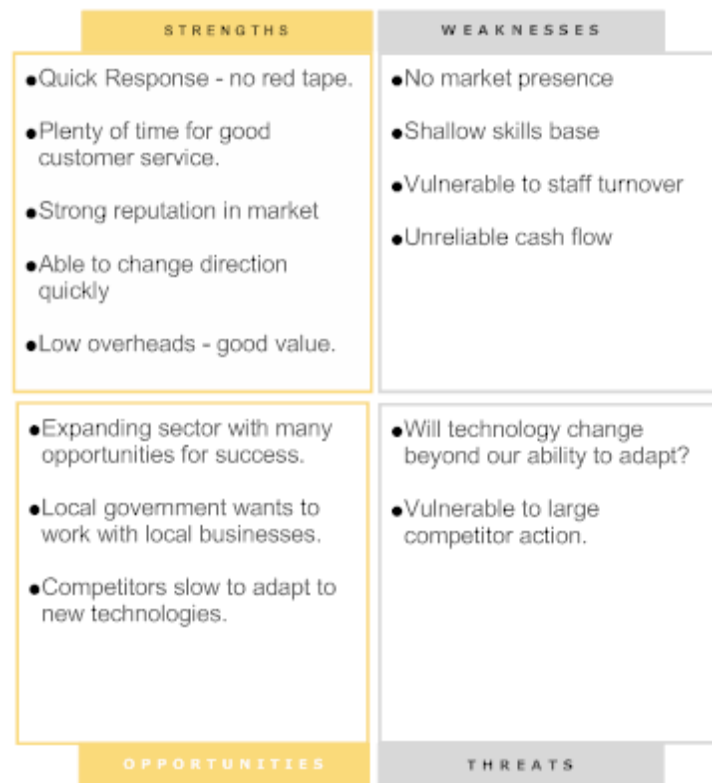 STRENGTHS
●Quick Response - no red tape.
●Plenty of time for good
customer service.
●Strong reputation in market
●Able to change direction
quickly
●Low overheads - good value.
WEAKNESSES
●No market presence
●Shallow skills base
●Vulnerable to staff turnover
●Unreliable cash flow
●Expanding sector with many
opportunities for success.
●Local government wants to
work with local businesses.
●Competitors slow to adapt to
new technologies.
OPPORTUNITIES
●Will technology change
beyond our ability to adapt?
●Vulnerable to large
competitor action.
THREATS